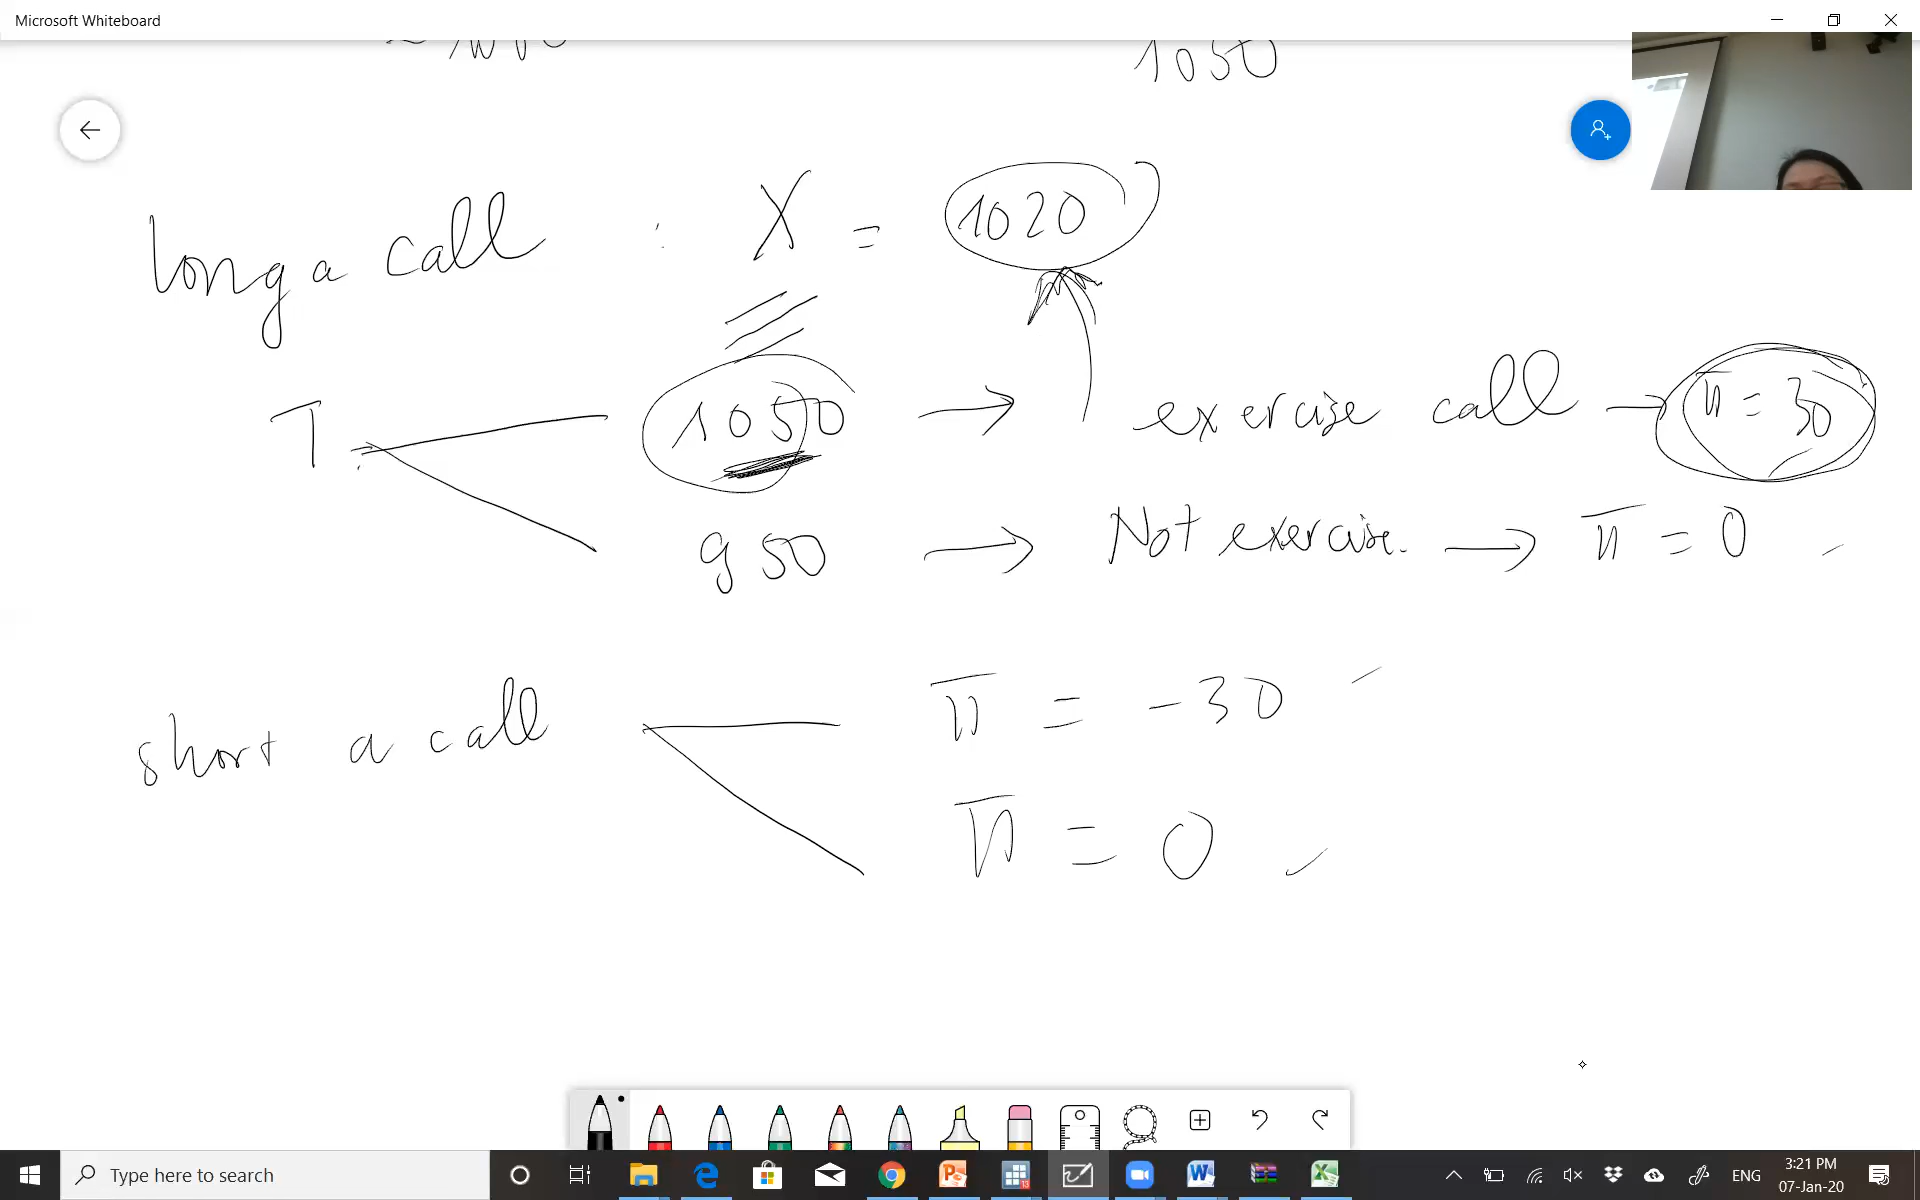 Microsoft Whiteboard
1050
long a call : X = 1020
T 1050 → exercise call → π = 30
950 → Not exercise. → π = 0
short a call π = -30
π = 0
Type here to search
ENG
3:21 PM
07-Jan-20